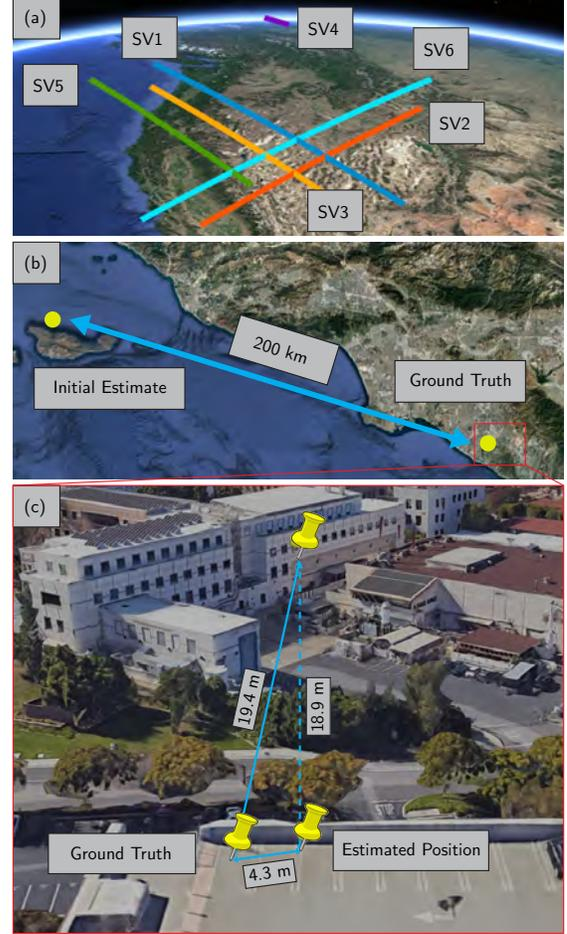 (a)
SV1
SV4
SV6
SV5
SV2
SV3
(b)
200 km
Initial Estimate
Ground Truth
(c)
19.4 m
18.9 m
Ground Truth
Estimated Position
4.3 m